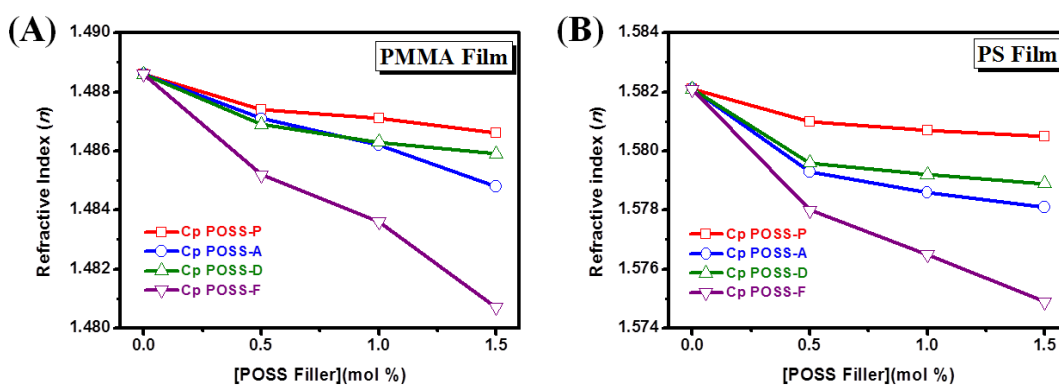 (A)
PMMA Film
1.490
1.488
1.486
1.484
1.482
1.480
Refractive Index (n)
Cp POSS-P
Cp POSS-A
Cp POSS-D
Cp POSS-F
0.0 0.5 1.0 1.5
[POSS Filler](mol %)
(B)
PS Film
1.584
1.582
1.580
1.578
1.576
1.574
Refractive Index (n)
Cp POSS-P
Cp POSS-A
Cp POSS-D
Cp POSS-F
0.0 0.5 1.0 1.5
[POSS Filler](mol %)